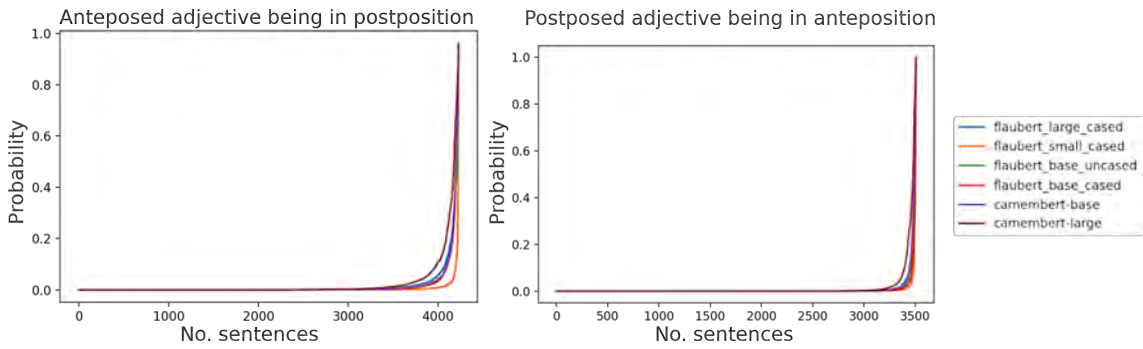 Anteposed adjective being in postposition
1.0
0.8
0.6
0.4
0.2
0.0
Probability
0 1000 2000 3000 4000
No. sentences
Postposed adjective being in anteposition
1.0
0.8
0.6
0.4
0.2
0.0
Probability
0 500 1000 1500 2000 2500 3000 3500
No. sentences
flaubert_large_cased
flaubert_small_cased
flaubert_base_uncased
flaubert_base_cased
camembert-base
camembert-large